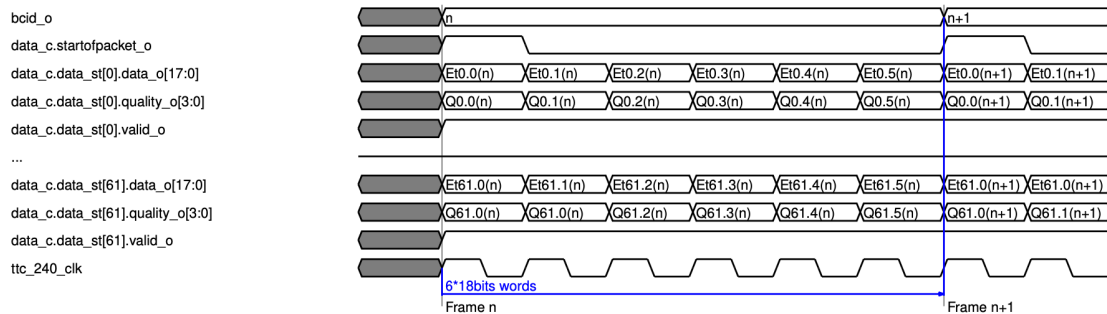 bcid_o n n+1
data_c.startofpacket_o
data_c.data_st[0].data_o[17:0] Et0.0(n) Et0.1(n) Et0.2(n) Et0.3(n) Et0.4(n) Et0.5(n) Et0.0(n+1) Et0.1(n+1)
data_c.data_st[0].quality_o[3:0] Q0.0(n) Q0.1(n) Q0.2(n) Q0.3(n) Q0.4(n) Q0.5(n) Q0.0(n+1) Q0.1(n+1)
data_c.data_st[0].valid_o
...
data_c.data_st[61].data_o[17:0] Et61.0(n) Et61.1(n) Et61.2(n) Et61.3(n) Et61.4(n) Et61.5(n) Et61.0(n+1) Et61.0(n+1)
data_c.data_st[61].quality_o[3:0] Q61.0(n) Q61.0(n) Q61.2(n) Q61.3(n) Q61.4(n) Q61.5(n) Q61.0(n+1) Q61.1(n+1)
data_c.data_st[61].valid_o
ttc_240_clk
6*18bits words
Frame n Frame n+1